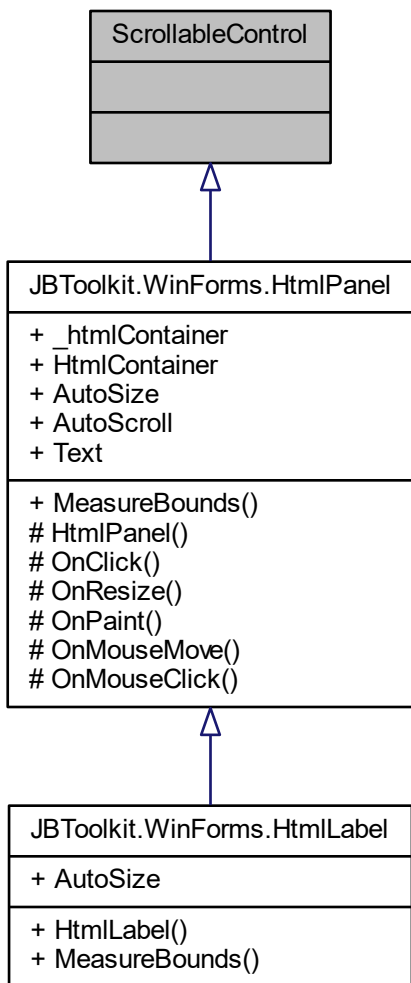 ScrollableControl
JBToolkit.WinForms.HtmlPanel
+ _htmlContainer
+ HtmlContainer
+ AutoSize
+ AutoScroll
+ Text
+ MeasureBounds()
# HtmlPanel()
# OnClick()
# OnResize()
# OnPaint()
# OnMouseMove()
# OnMouseClick()
JBToolkit.WinForms.HtmlLabel
+ AutoSize
+ HtmlLabel()
+ MeasureBounds()